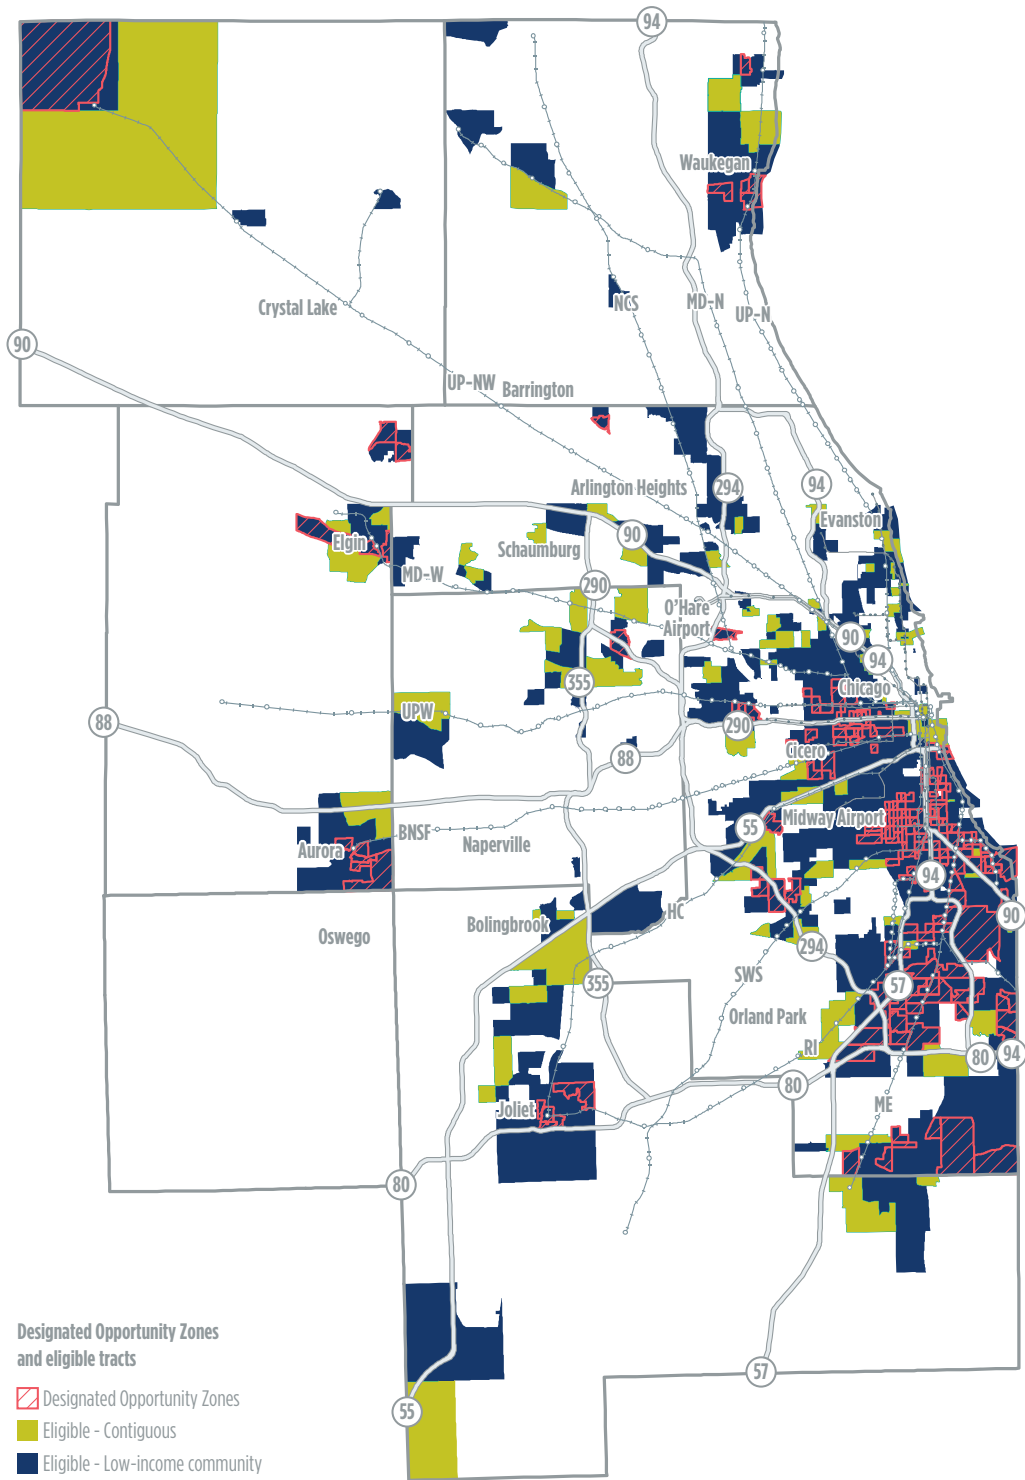 94
Waukegan
Crystal Lake
NCS
MD-N
UP-N
90
UP-NW
Barrington
Arlington Heights
294
94
Evanston
Elgin
Schaumburg
90
MD-W
290
O'Hare
Airport
90
94
355
Chicago
UPW
88
290
Cicero
88
Midway Airport
55
BNSF
Naperville
Aurora
94
HC
90
Bolingbrook
Oswego
294
SWS
355
57
Orland Park
RI
80
94
80
Joliet
ME
80
57
55
Designated Opportunity Zones
and eligible tracts
Designated Opportunity Zones
Eligible - Contiguous
Eligible - Low-income community